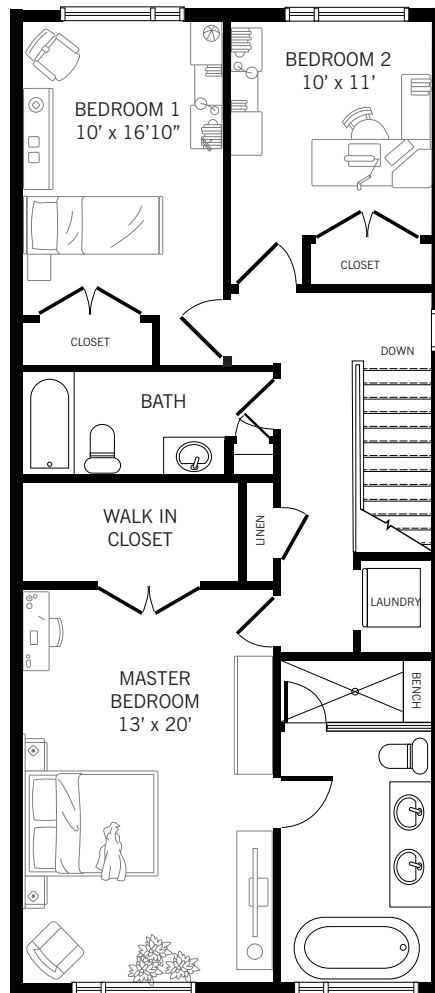 BEDROOM 1
10’ x 16’10”
BEDROOM 2
10’ x 11’
CLOSET
CLOSET
DOWN
BATH
WALK IN
CLOSET
LINEN
LAUNDRY
MASTER
BEDROOM
13’ x 20’
BENCH